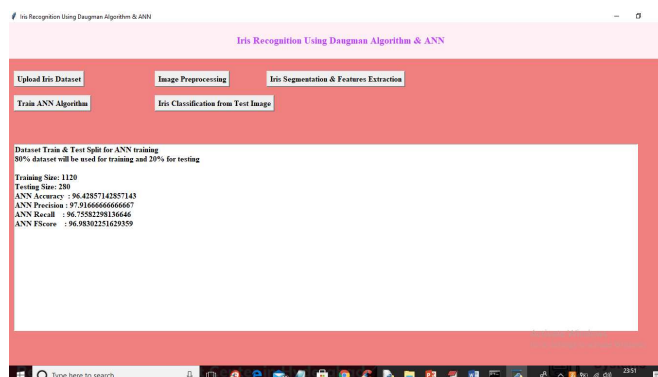 Iris Recognition Using Daugman Algorithm & ANN
Iris Recognition Using Daugman Algorithm & ANN
Upload Iris Dataset
Image Preprocessing
Iris Segmentation & Features Extraction
Train ANN Algorithm
Iris Classification from Test Image
Dataset Train & Test Split for ANN training
80% dataset will be used for training and 20% for testing
Training Size: 1120
Testing Size: 280
ANN Accuracy : 96.42857142857143
ANN Precision : 97.91666666666667
ANN Recall : 96.75582298136646
ANN FScore : 96.98302251629359
Type here to search
23:51